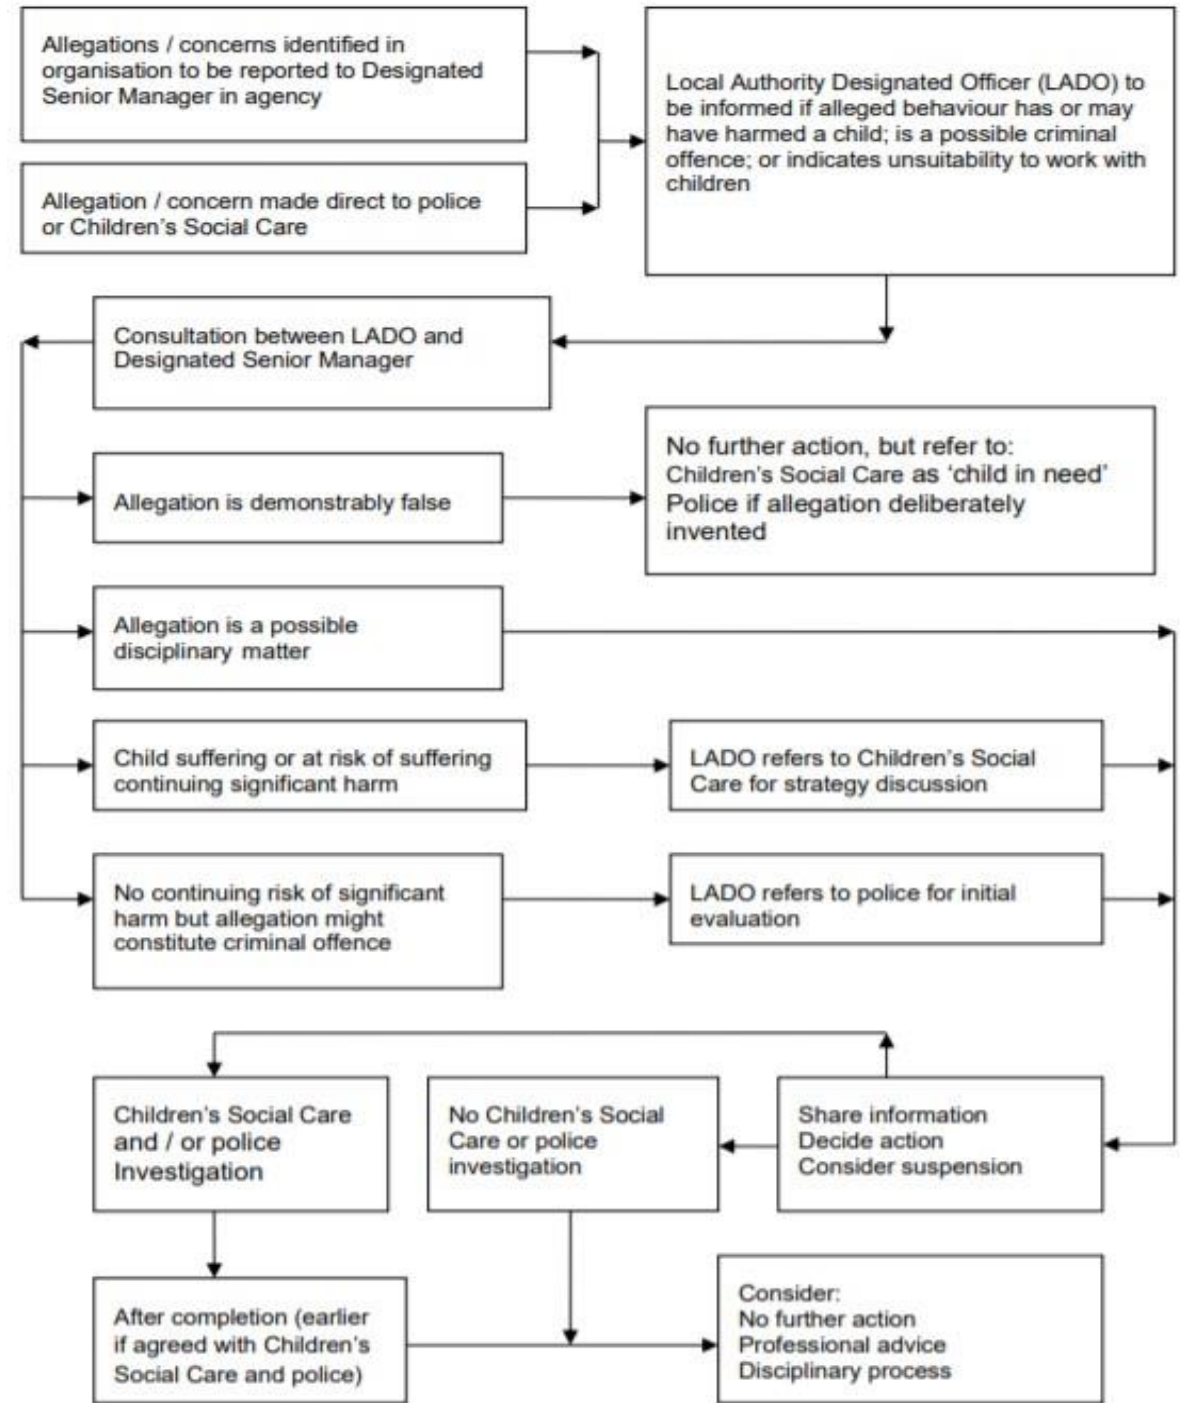 Allegations / concerns identified in
organisation to be reported to Designated
Senior Manager in agency
Allegation / concern made direct to police
or Children's Social Care
Local Authority Designated Officer (LADO) to
be informed if alleged behaviour has or may
have harmed a child; is a possible criminal
offence; or indicates unsuitability to work with
children
Consultation between LADO and
Designated Senior Manager
Allegation is demonstrably false
No further action, but refer to:
Children's Social Care as 'child in need'
Police if allegation deliberately
invented
Allegation is a possible
disciplinary matter
Child suffering or at risk of suffering
continuing significant harm
LADO refers to Children's Social
Care for strategy discussion
No continuing risk of significant
harm but allegation might
constitute criminal offence
LADO refers to police for initial
evaluation
Children's Social Care
and / or police
Investigation
No Children's Social
Care or police
investigation
Share information
Decide action
Consider suspension
After completion (earlier
if agreed with Children's
Social Care and police)
Consider:
No further action
Professional advice
Disciplinary process